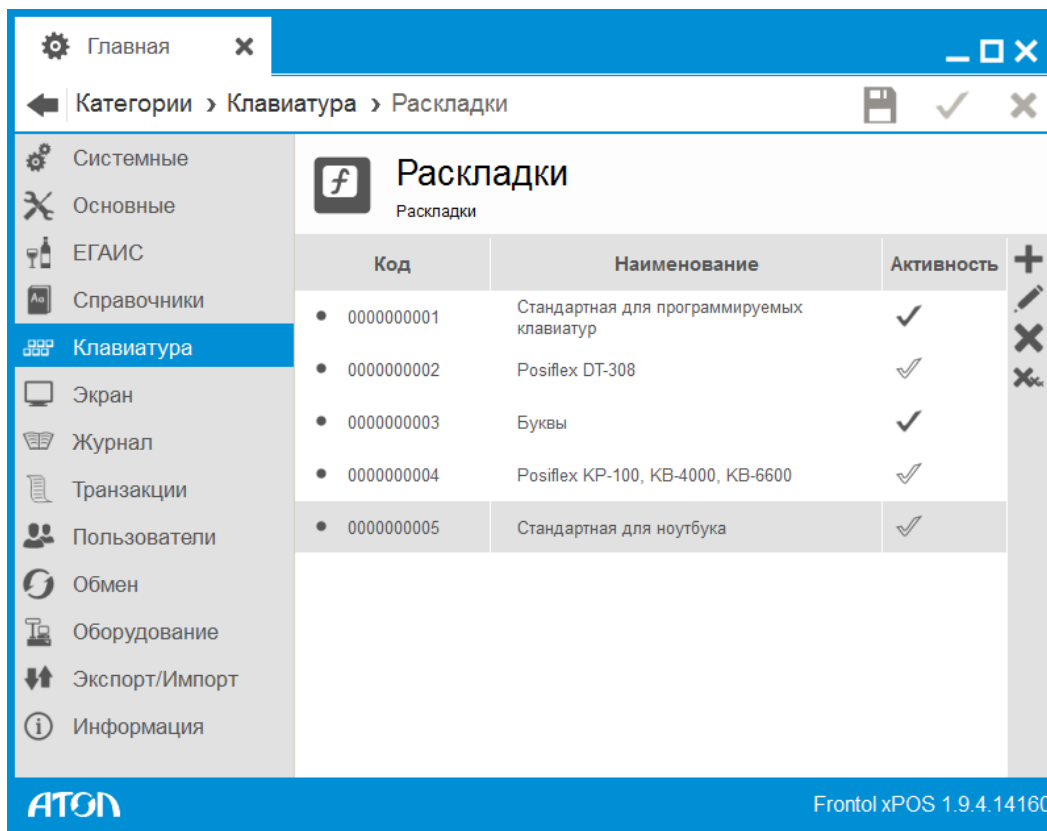 Главная
Категории › Клавиатура › Раскладки
Системные
Основные
ЕГАИС
Справочники
Клавиатура
Экран
Журнал
Транзакции
Пользователи
Обмен
Оборудование
Экспорт/Импорт
Информация
Раскладки
Раскладки
Код Наименование Активность
0000000001 Стандартная для программируемых
клавиатур
0000000002 Posiflex DT-308
0000000003 Буквы
0000000004 Posiflex KP-100, KB-4000, KB-6600
0000000005 Стандартная для ноутбука
АТОЛ
Frontol xPOS 1.9.4.14160